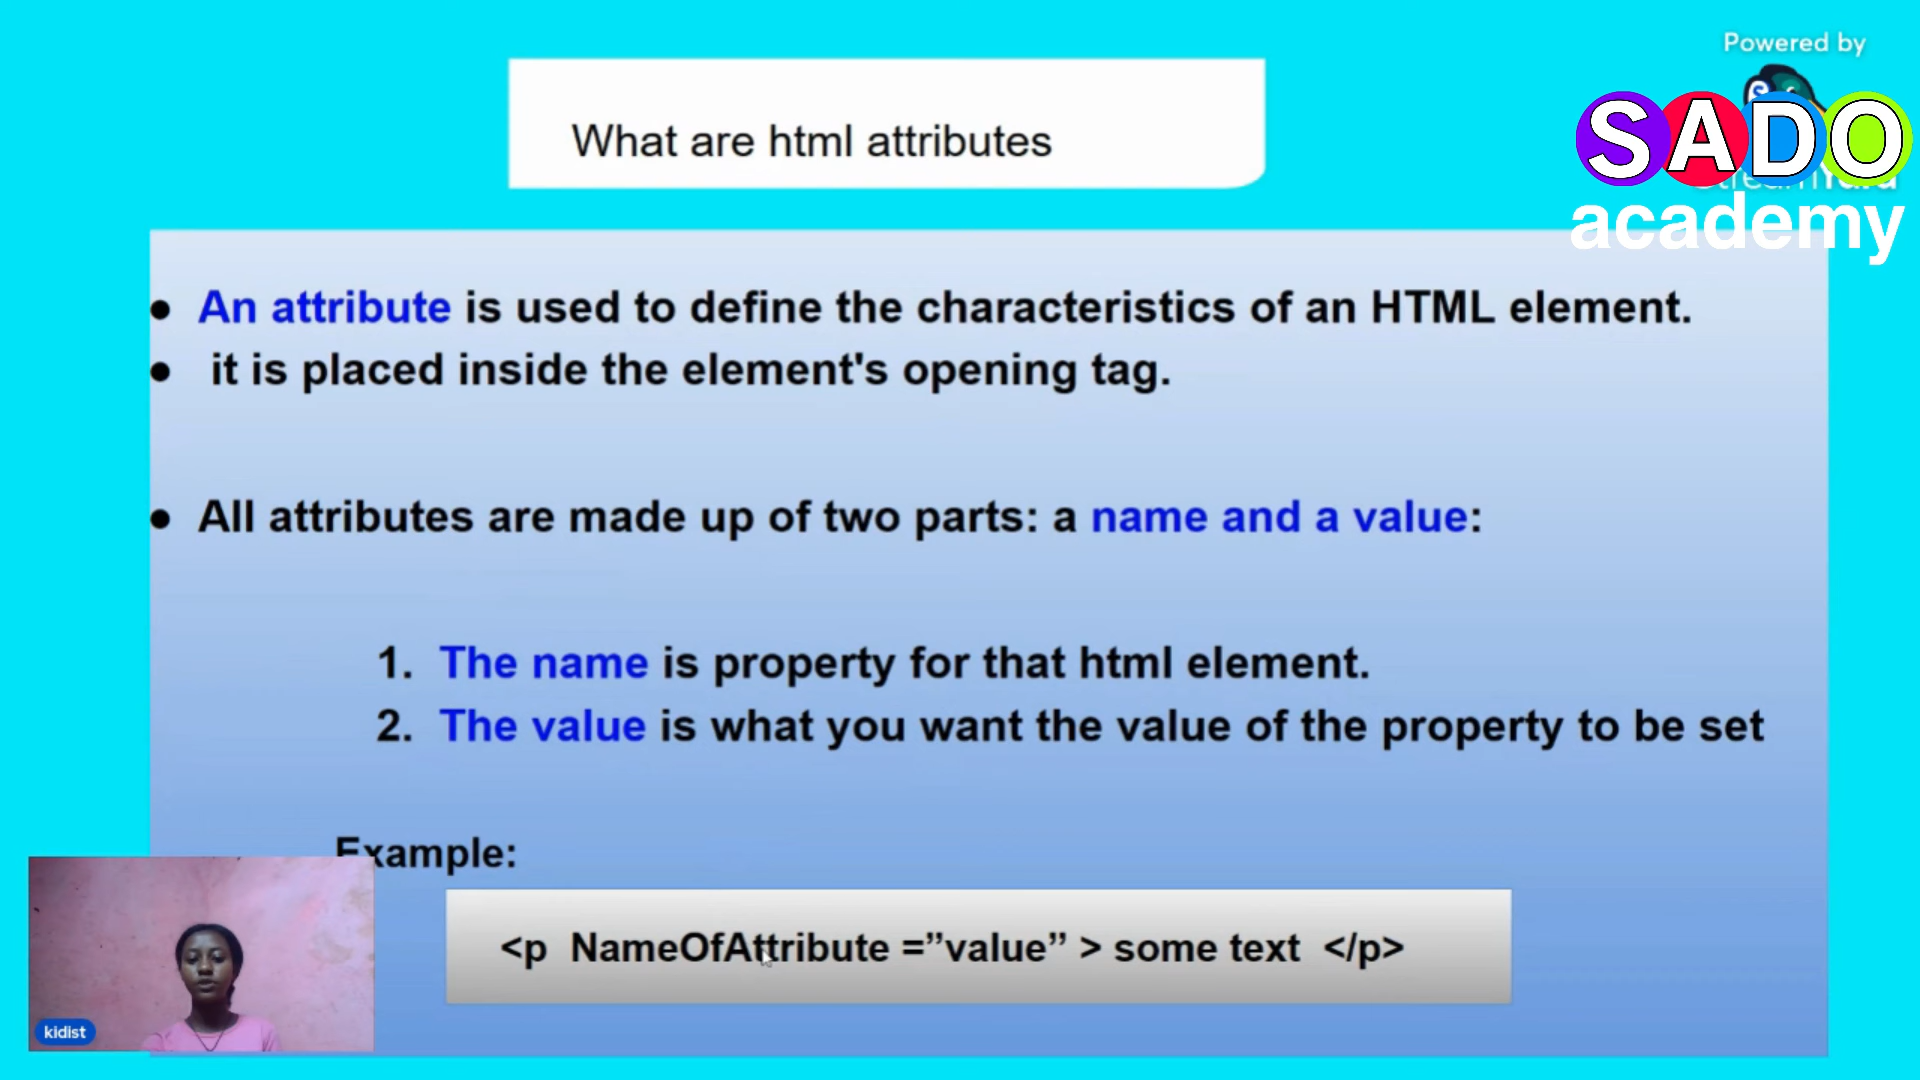 Powered by
SADO
StreamYard
academy
What are html attributes
● An attribute is used to define the characteristics of an HTML element.
● it is placed inside the element's opening tag.
● All attributes are made up of two parts: a name and a value:
1. The name is property for that html element.
2. The value is what you want the value of the property to be set
Example:
<p NameOfAttribute =”value” > some text </p>
kidist